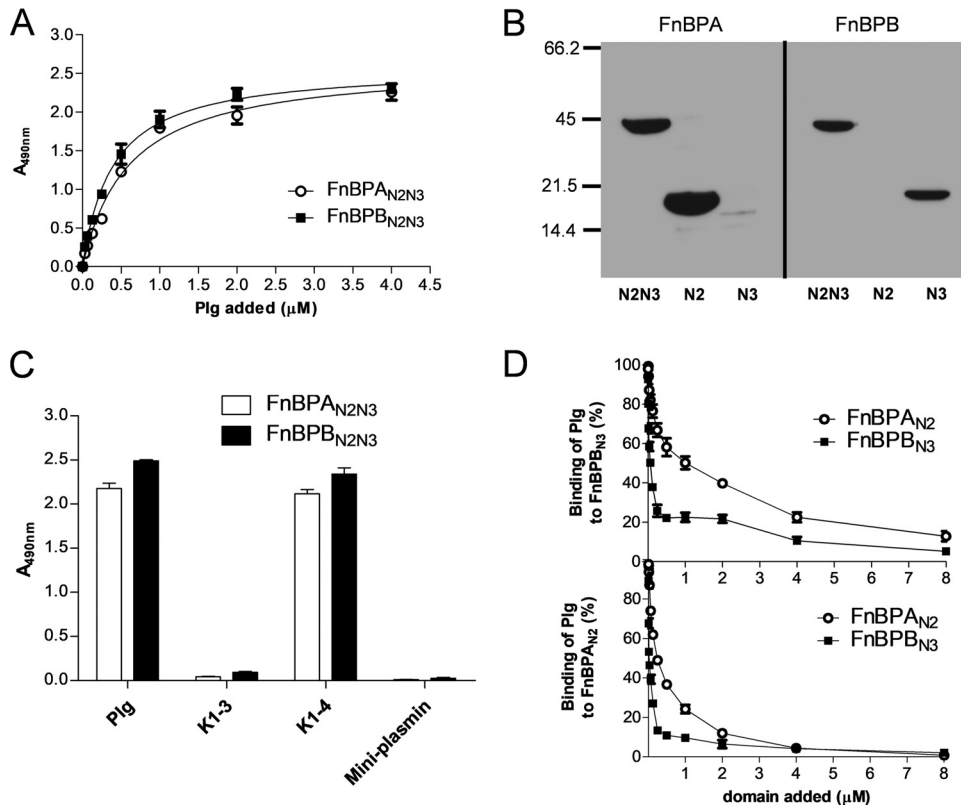 A
3.0
2.5
2.0
1.5
1.0
0.5
0.0
A490nm
0.0 0.5 1.0 1.5 2.0 2.5 3.0 3.5 4.0 4.5
Plg added (μM)
FnBPAN2N3
FnBPBN2N3
B
FnBPA FnBPB
66.2
45
21.5
14.4
N2N3 N2 N3 N2N3 N2 N3
C
3.0
2.5
2.0
1.5
1.0
0.5
0.0
A490nm
FnBPAN2N3
FnBPBN2N3
Plg
K1-3
K1-4
Mini-plasmin
D
100
80
60
40
20
0
Binding of Plg
to FnBPBN3 (%)
FnBPAN2
FnBPBN3
1 2 3 4 5 6 7 8
80
60
40
20
0
Binding of Plg
to FnBPAN2 (%)
FnBPAN2
FnBPBN3
1 2 3 4 5 6 7 8
domain added (μM)